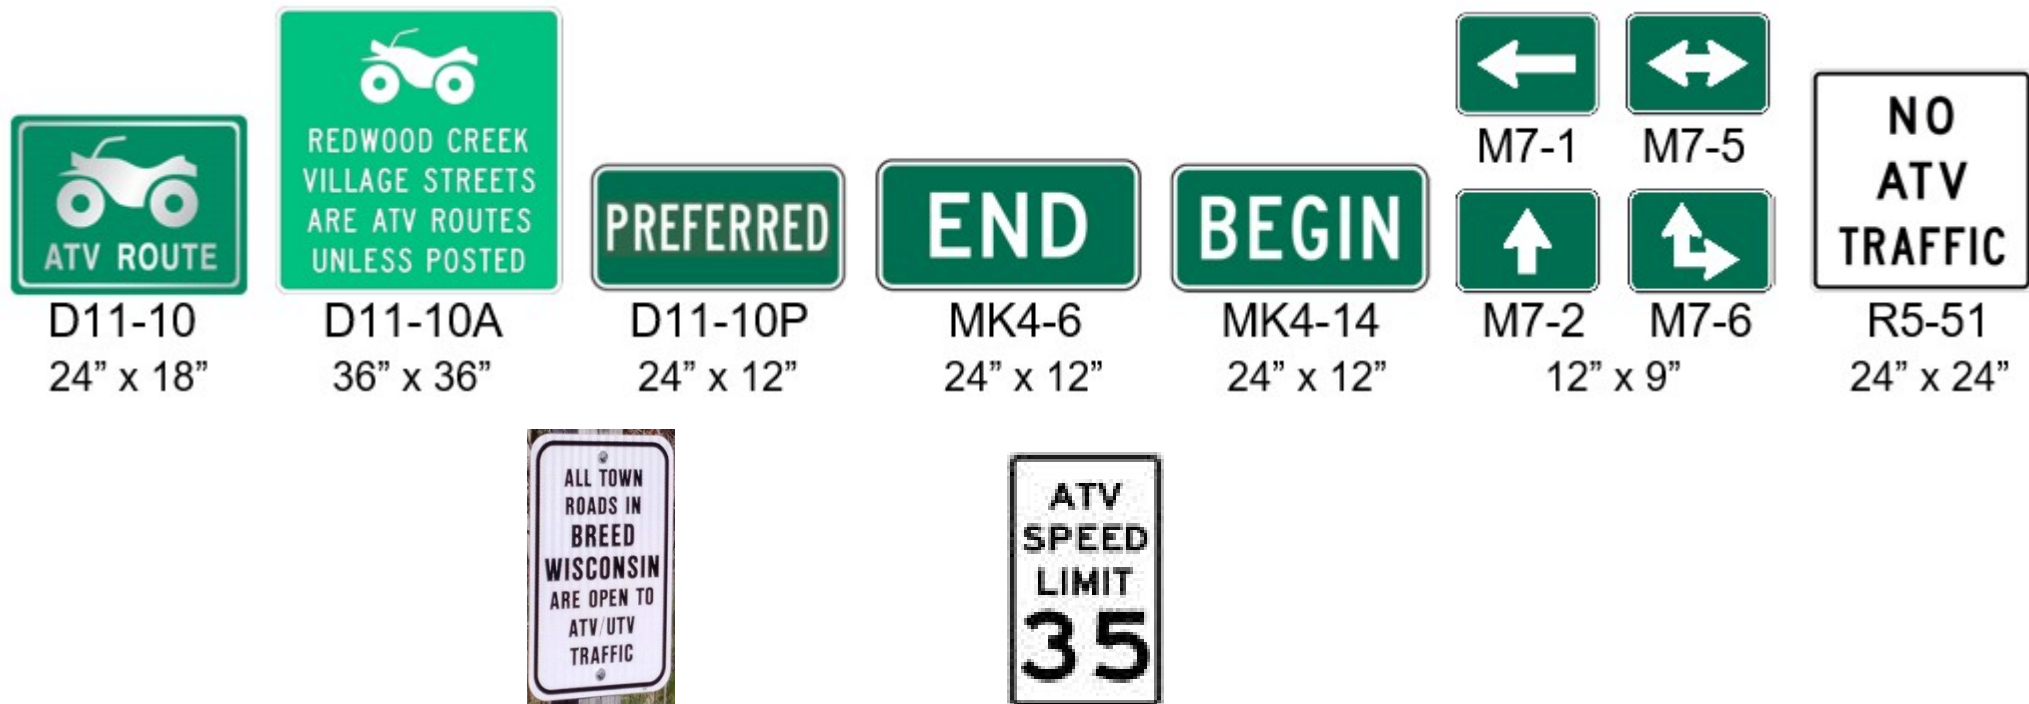 ATV ROUTE
D11-10
24” x 18”
REDWOOD CREEK
VILLAGE STREETS
ARE ATV ROUTES
UNLESS POSTED
D11-10A
36” x 36”
PREFERRED
D11-10P
24” x 12”
END
MK4-6
24” x 12”
BEGIN
MK4-14
24” x 12”
M7-1
M7-5
M7-2
M7-6
12” x 9”
NO
ATV
TRAFFIC
R5-51
24” x 24”
ALL TOWN
ROADS IN
BREED
WISCONSIN
ARE OPEN TO
ATV/UTV
TRAFFIC
ATV
SPEED
LIMIT
35